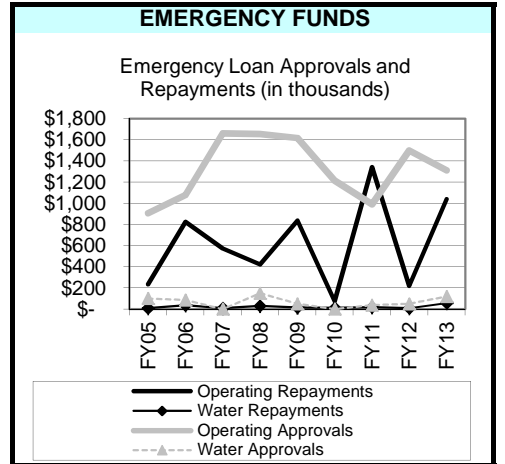 EMERGENCY FUNDS
Emergency Loan Approvals and
Repayments (in thousands)
$1,800
$1,600
$1,400
$1,200
$1,000
$800
$600
$400
$200
$-
FY05 FY06 FY07 FY08 FY09 FY10 FY11 FY12 FY13
Operating Repayments
Water Repayments
Operating Approvals
Water Approvals